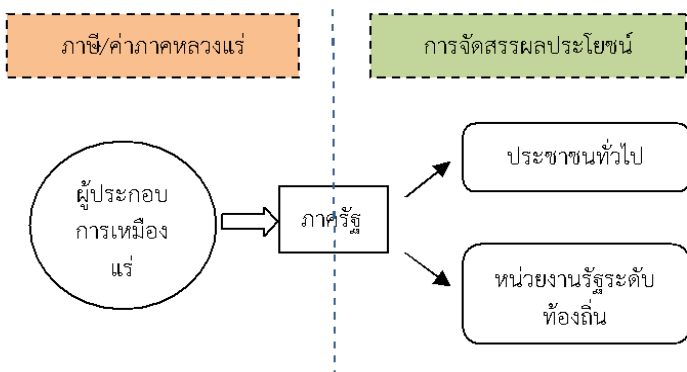 ภาษี/ค่าภาคหลวงแร่
การจัดสรรผลประโยชน์
ผู้ประกอบ
การเหมือง
แร่
ภาครัฐ
ประชาชนทั่วไป
หน่วยงานรัฐระดับ
ท้องถิ่น